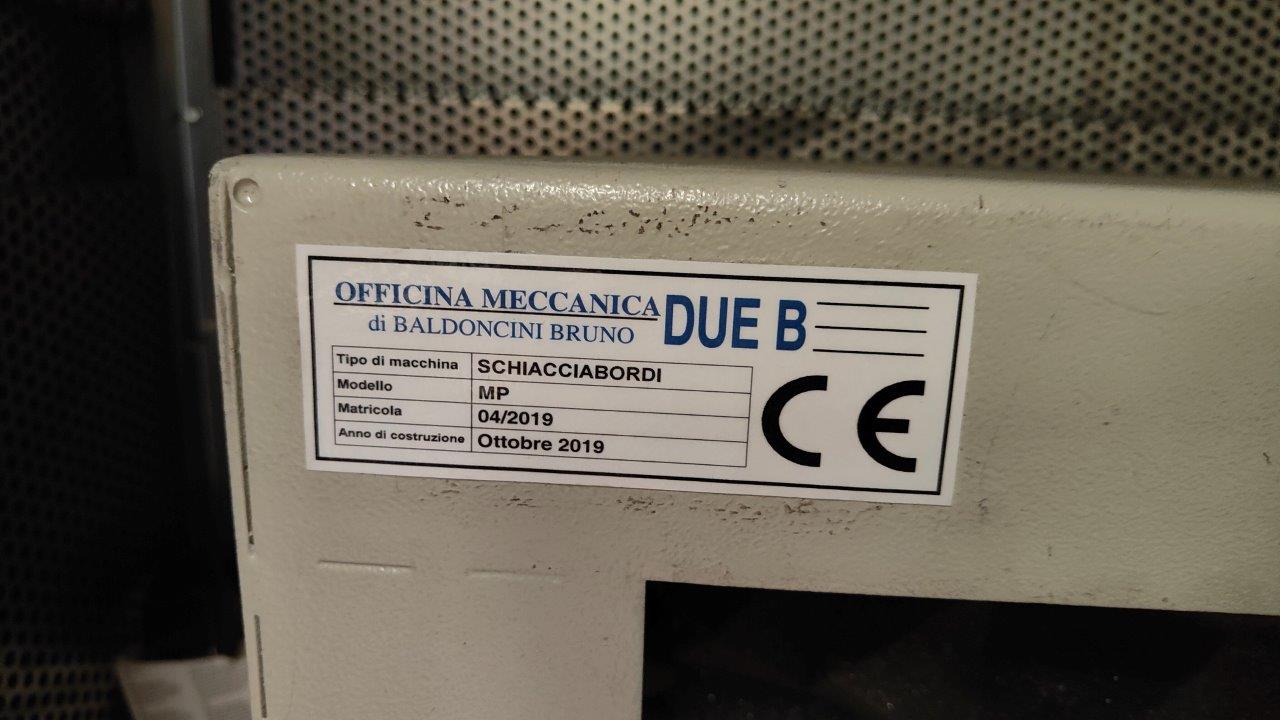 OFFICINA MECCANICA DUE B
di BALDONCINI BRUNO
Tipo di macchina SCHIACCIABORDI
Modello MP
Matricola 04/2019
Anno di costruzione Ottobre 2019
CE